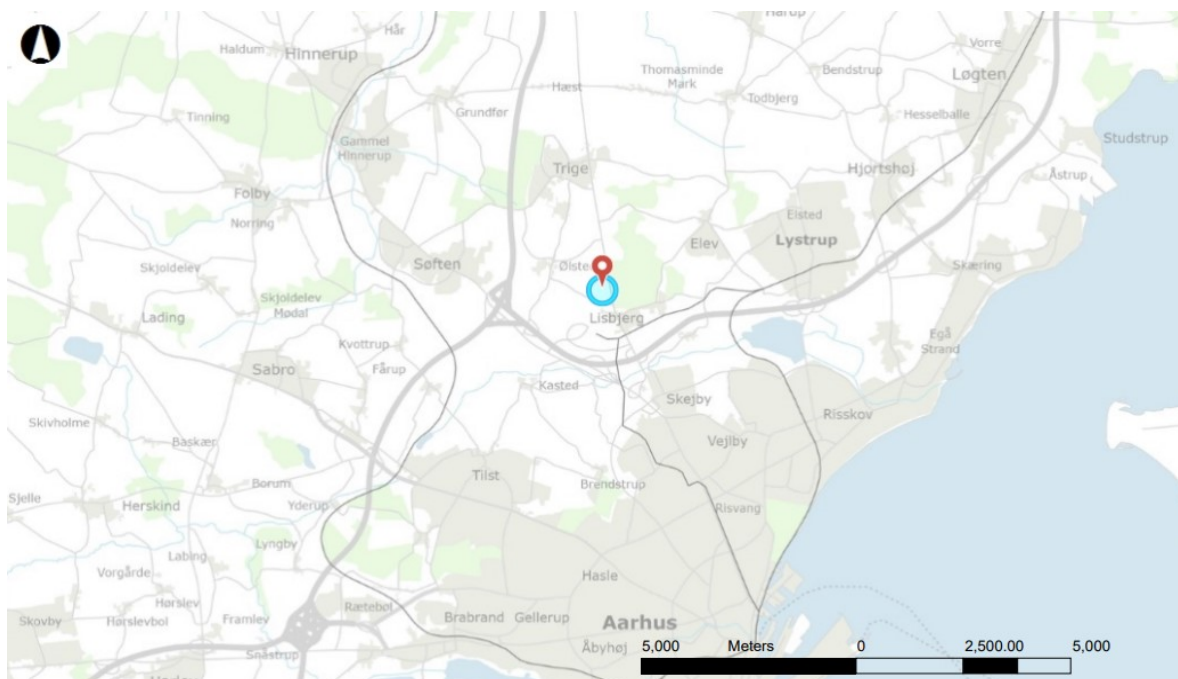 Hår
Harup
Vorre
Haldum
Hinnerup
Thomasminde
Mark
Bendstrup
Løgten
Hæst
Todbjerg
Grundfør
Hesselballe
Tinning
Studstrup
Gammel
Hinnerup
Trige
Hjortshøj
Åstrup
Folby
Norring
Elsted
Elev
Lystrup
Skjoldelev
Søften
Ølste
Skæring
Skjoldelev
Mødal
Lading
Lisbjerg
Egå
Strand
Kvottrup
Fårup
Sabro
Kasted
Skejby
Risskov
Skivholme
Baskær
Vejlby
Tilst
Borum
Brendstrup
Sjelle
Herskind
Yderup
Risvang
Lyngby
Labing
Vorgårde
Hasle
Hørslev
Rætebøl
Skovby
Hørslevbol
Framlev
Brabrand
Gellerup
Aarhus
Åbyhøj
Snåstrup
5,000
Meters
0
2,500.00
5,000